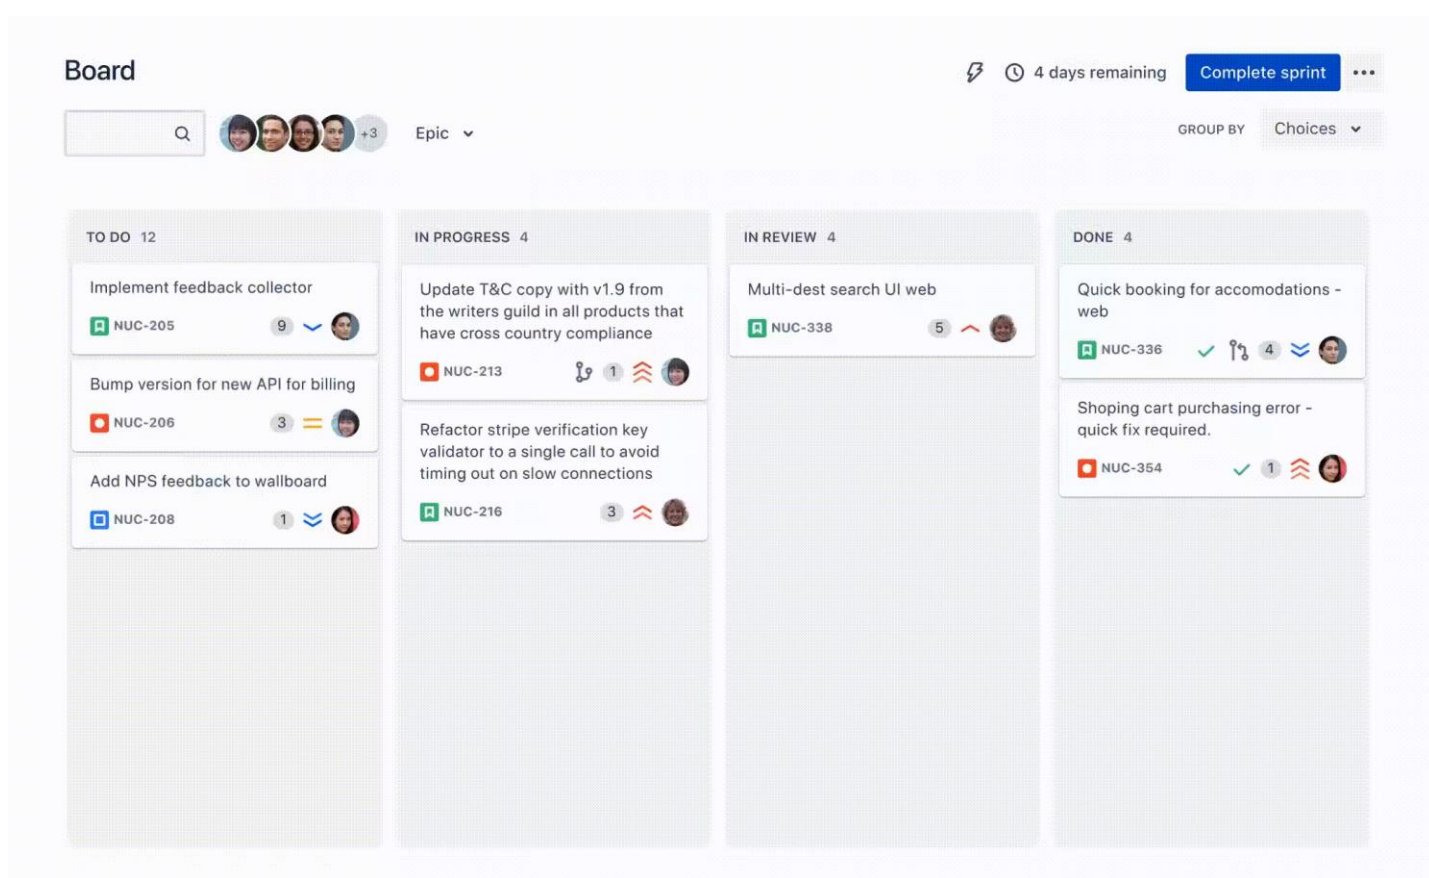 Board
4 days remaining
Complete sprint
+3
Epic
GROUP BY
Choices
TO DO 12
Implement feedback collector
NUC-205
9
Bump version for new API for billing
NUC-206
3
Add NPS feedback to wallboard
NUC-208
1
IN PROGRESS 4
Update T&C copy with v1.9 from
the writers guild in all products that
have cross country compliance
NUC-213
1
Refactor stripe verification key
validator to a single call to avoid
timing out on slow connections
NUC-216
3
IN REVIEW 4
Multi-dest search UI web
NUC-338
5
DONE 4
Quick booking for accomodations -
web
NUC-336
4
Shoping cart purchasing error -
quick fix required.
NUC-354
1